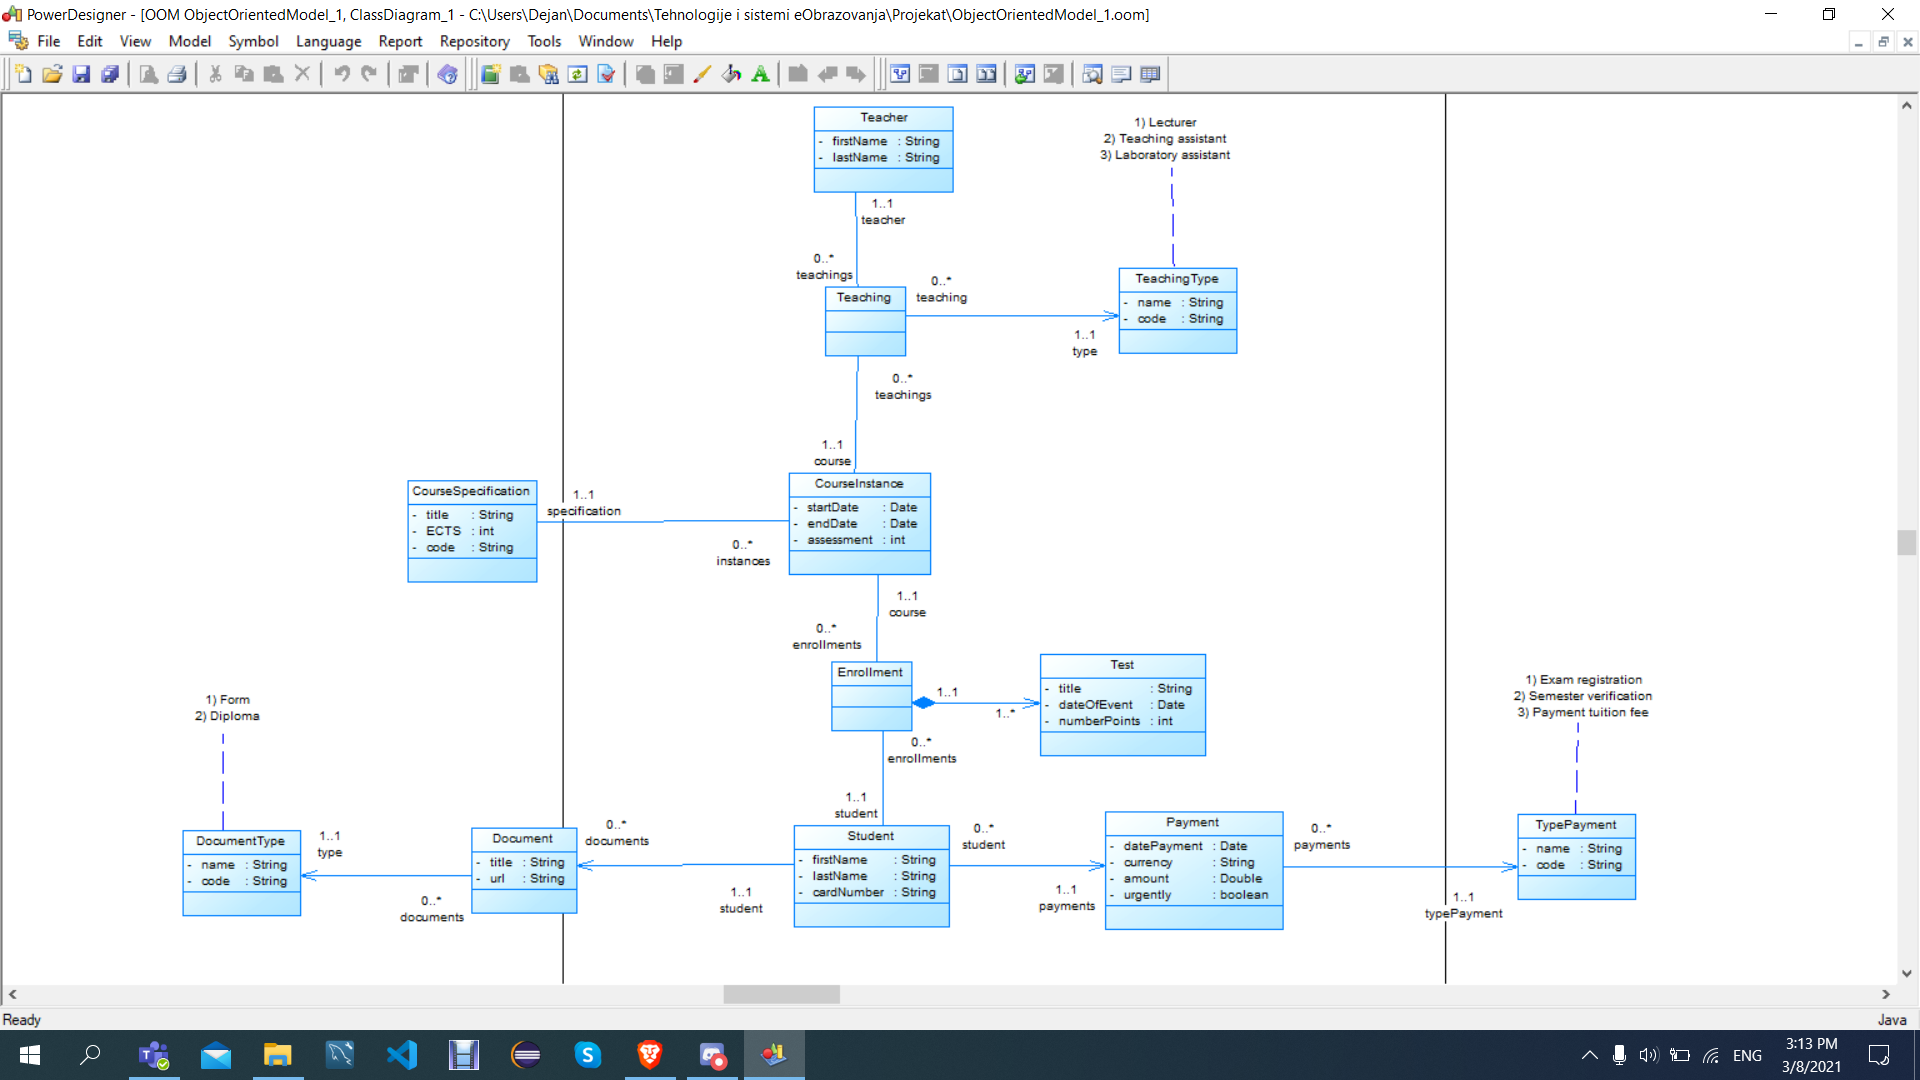 PowerDesigner - [OOM ObjectOrientedModel_1, ClassDiagram_1 - C:\Users\Dejan\Documents\Tehnologije i sistemi eObrazovanja\Projekat\ObjectOrientedModel_1.oom]
File Edit View Model Symbol Language Report Repository Tools Window Help
Teacher
- firstName : String
- lastName : String
1) Lecturer
2) Teaching assistant
3) Laboratory assistant
1..1
teacher
0..*
teachings
Teaching
0..*
teaching
TeachingType
- name : String
- code : String
1..1
type
0..*
teachings
1..1
course
CourseSpecification
- title : String
- ECTS : int
- code : String
1..1
specification
0..*
instances
CourseInstance
- startDate : Date
- endDate : Date
- assessment : int
1..1
course
0..*
enrollments
Enrollment
1..1
1..*
Test
- title : String
- dateOfEvent : Date
- numberPoints : int
0..*
enrollments
1..1
student
1) Form
2) Diploma
1) Exam registration
2) Semester verification
3) Payment tuition fee
DocumentType
- name : String
- code : String
1..1
type
0..*
documents
Document
- title : String
- url : String
0..*
documents
1..1
student
Student
- firstName : String
- lastName : String
- cardNumber : String
0..*
student
1..1
payments
Payment
- datePayment : Date
- currency : String
- amount : Double
- urgently : boolean
0..*
payments
1..1
typePayment
TypePayment
- name : String
- code : String
Ready
Java
ENG
3:13 PM
3/8/2021